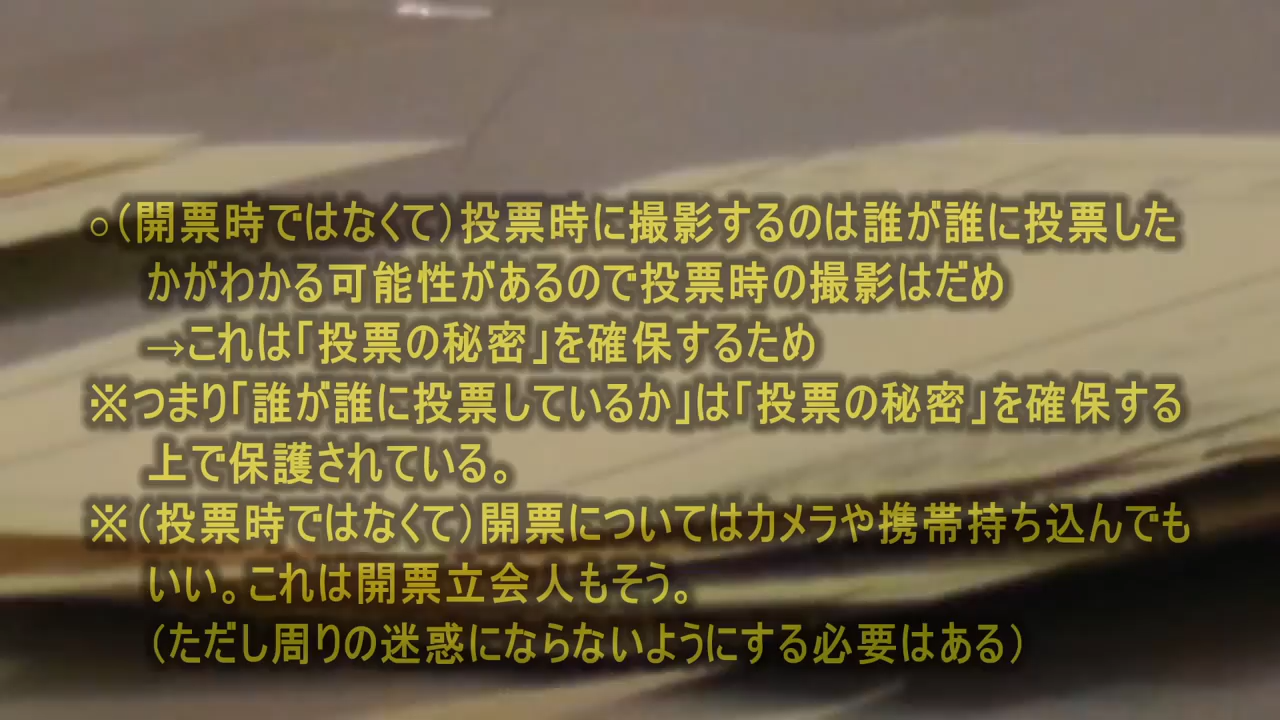 ○（開票時ではなくて）投票時に撮影するのは誰が誰に投票した
かがわかる可能性があるので投票時の撮影はだめ
→これは「投票の秘密」を確保するため
※つまり「誰が誰に投票しているか」は「投票の秘密」を確保する
上で保護されている。
※（投票時ではなくて）開票についてはカメラや携帯持ち込んでも
いい。これは開票立会人もそう。
（ただし周りの迷惑にならないようにする必要はある）